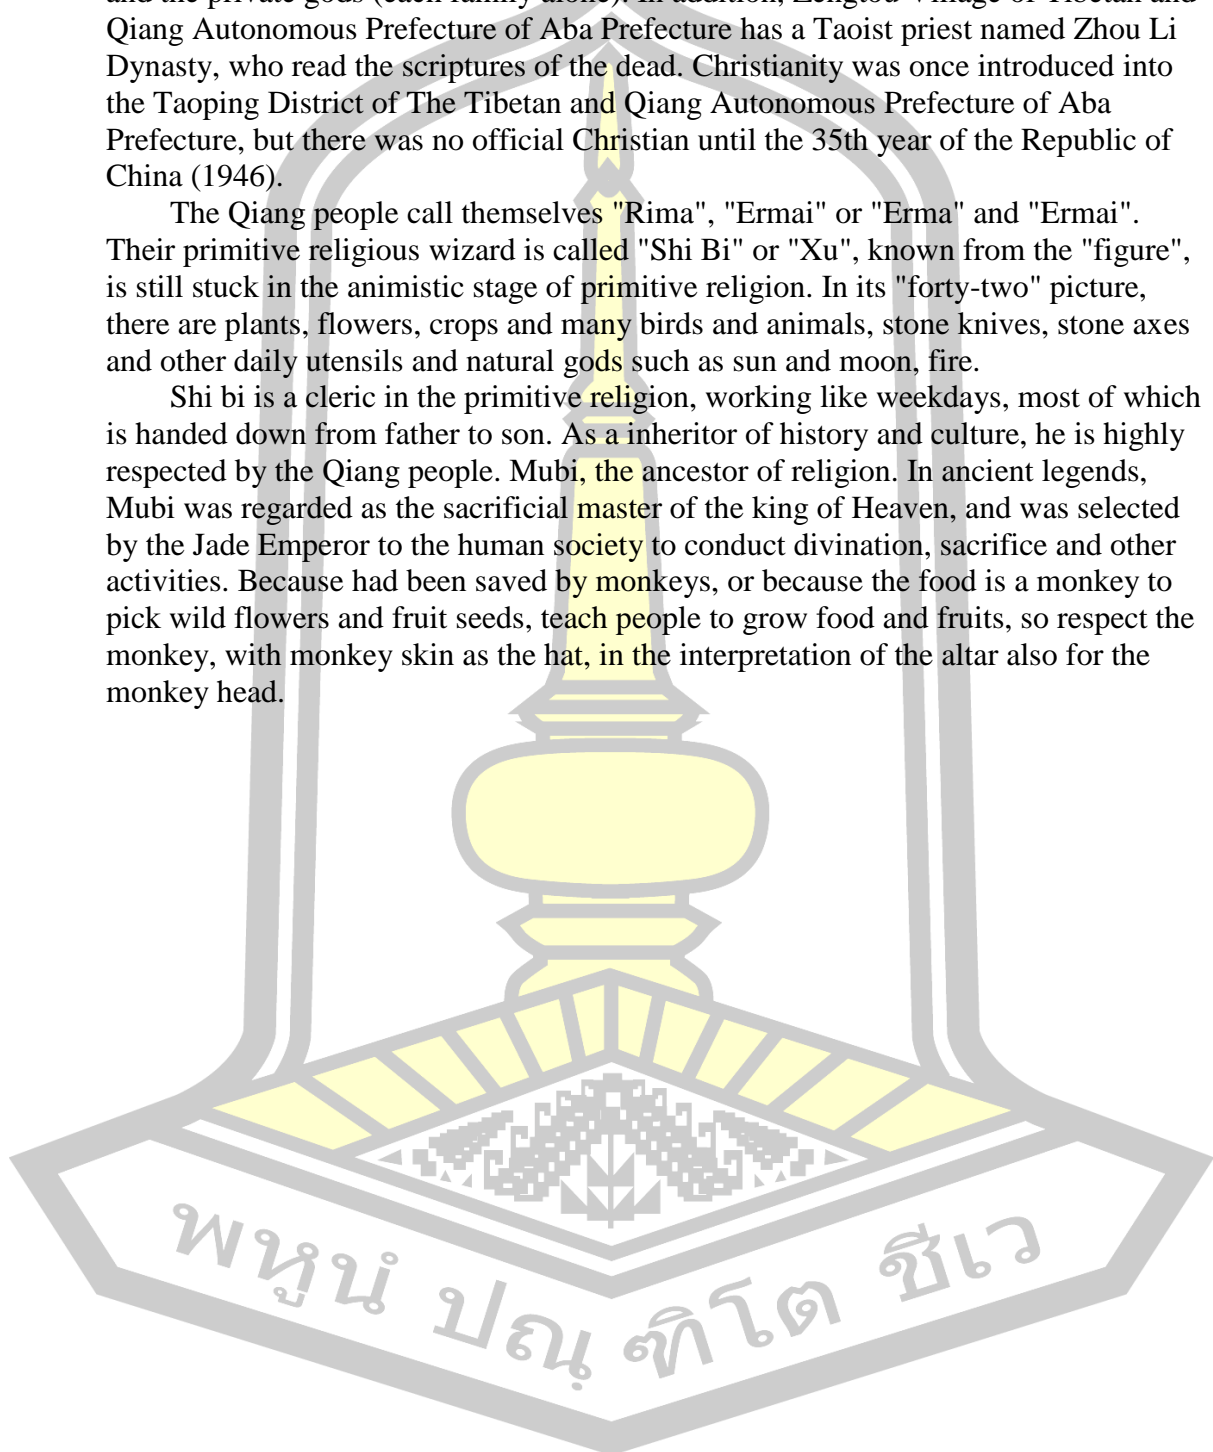 and the private gods (each family alone). In addition, Zengtou Village of Tibetan and
Qiang Autonomous Prefecture of Aba Prefecture has a Taoist priest named Zhou Li
Dynasty, who read the scriptures of the dead. Christianity was once introduced into
the Taoping District of The Tibetan and Qiang Autonomous Prefecture of Aba
Prefecture, but there was no official Christian until the 35th year of the Republic of
China (1946).
The Qiang people call themselves "Rima", "Ermai" or "Erma" and "Ermai".
Their primitive religious wizard is called "Shi Bi" or "Xu", known from the "figure",
is still stuck in the animistic stage of primitive religion. In its "forty-two" picture,
there are plants, flowers, crops and many birds and animals, stone knives, stone axes
and other daily utensils and natural gods such as sun and moon, fire.
Shi bi is a cleric in the primitive religion, working like weekdays, most of which
is handed down from father to son. As a inheritor of history and culture, he is highly
respected by the Qiang people. Mubi, the ancestor of religion. In ancient legends,
Mubi was regarded as the sacrificial master of the king of Heaven, and was selected
by the Jade Emperor to the human society to conduct divination, sacrifice and other
activities. Because had been saved by monkeys, or because the food is a monkey to
pick wild flowers and fruit seeds, teach people to grow food and fruits, so respect the
monkey, with monkey skin as the hat, in the interpretation of the altar also for the
monkey head.
พหูนํ ปณฺฑิโต ชีเว